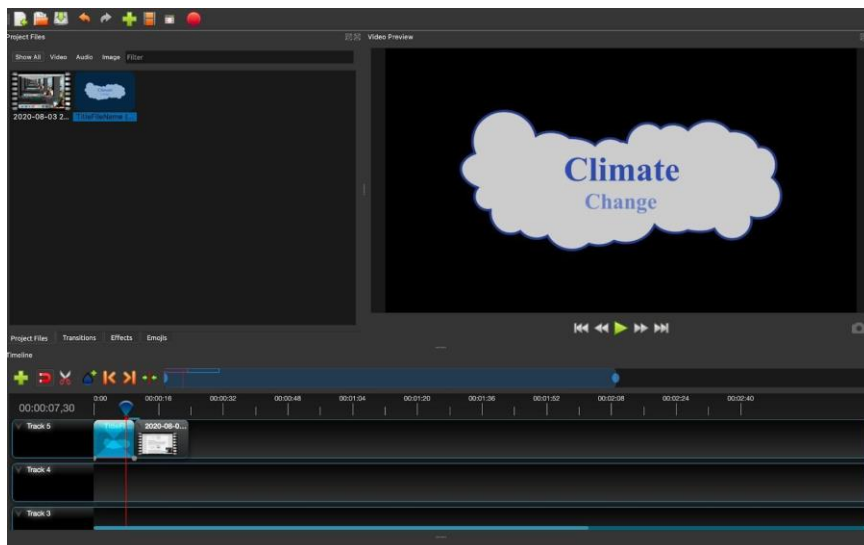 Project Files
Video Preview
Show All Video Audio Image Filter
2020-08-03 2... TitleFileName (...
Climate
Change
Project Files Transitions Effects Emojis
Timeline
0:00 00:00:16 00:00:32 00:00:48 00:01:04 00:01:20 00:01:36 00:01:52 00:02:08 00:02:24 00:02:40
00:00:07,30
Track 5
2020-08-0...
Track 4
Track 3